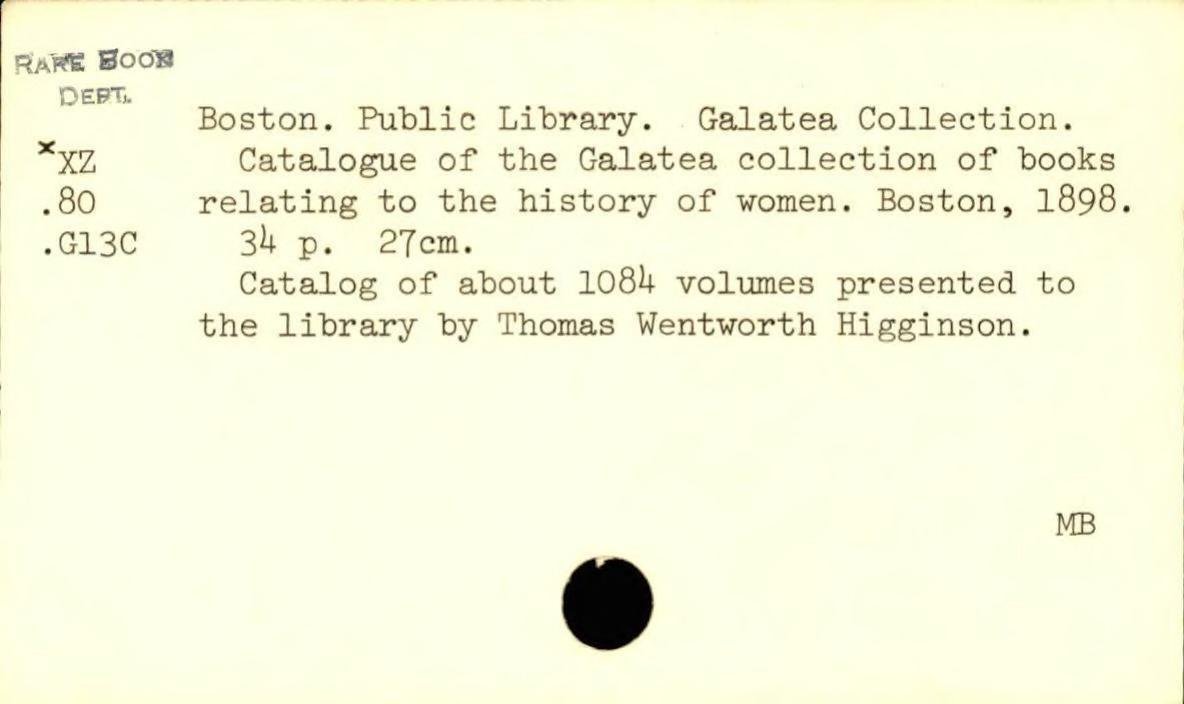 RARE BOOK
DEPT.
Boston. Public Library. Galatea Collection.
xXZ Catalogue of the Galatea collection of books
.80 relating to the history of women. Boston, 1898.
.G13C 34 p. 27cm.
Catalog of about 1084 volumes presented to
the library by Thomas Wentworth Higginson.
MB